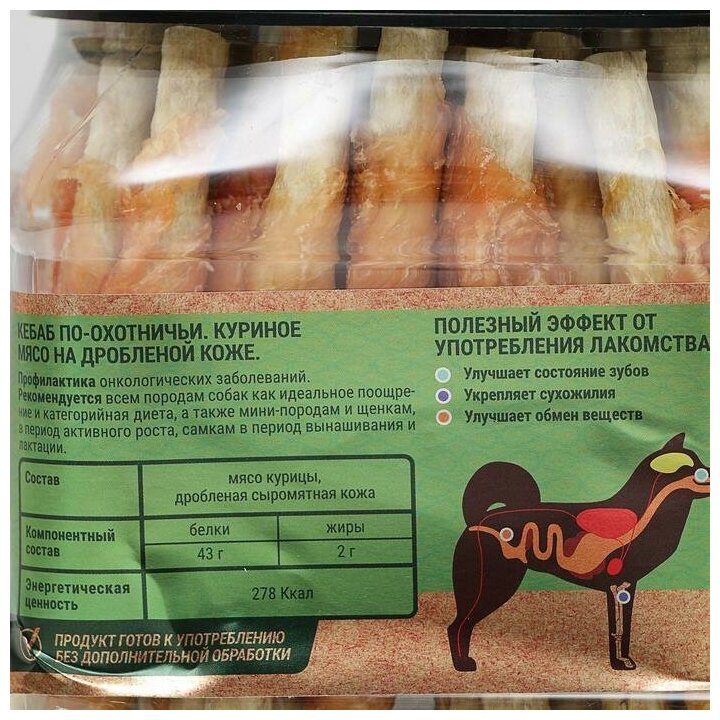 КЕБАБ ПО-ОХОТНИЧЬИ. КУРИНОЕ
МЯСО НА ДРОБЛЕНОЙ КОЖЕ.
Профилактика онкологических заболеваний.
Рекомендуется всем породам собак как идеальное поощре-
ние и категорийная диета, а также мини-породам и щенкам,
в период активного роста, самкам в период вынашивания и
лактации.
Состав
мясо курицы,
дробленая сыромятная кожа
Компонентный
состав
белки
жиры
43 г
2 г
Энергетическая
ценность
278 Ккал
ПРОДУКТ ГОТОВ К УПОТРЕБЛЕНИЮ
БЕЗ ДОПОЛНИТЕЛЬНОЙ ОБРАБОТКИ
ПОЛЕЗНЫЙ ЭФФЕКТ ОТ
УПОТРЕБЛЕНИЯ ЛАКОМСТВА
Улучшает состояние зубов
Укрепляет сухожилия
Улучшает обмен веществ